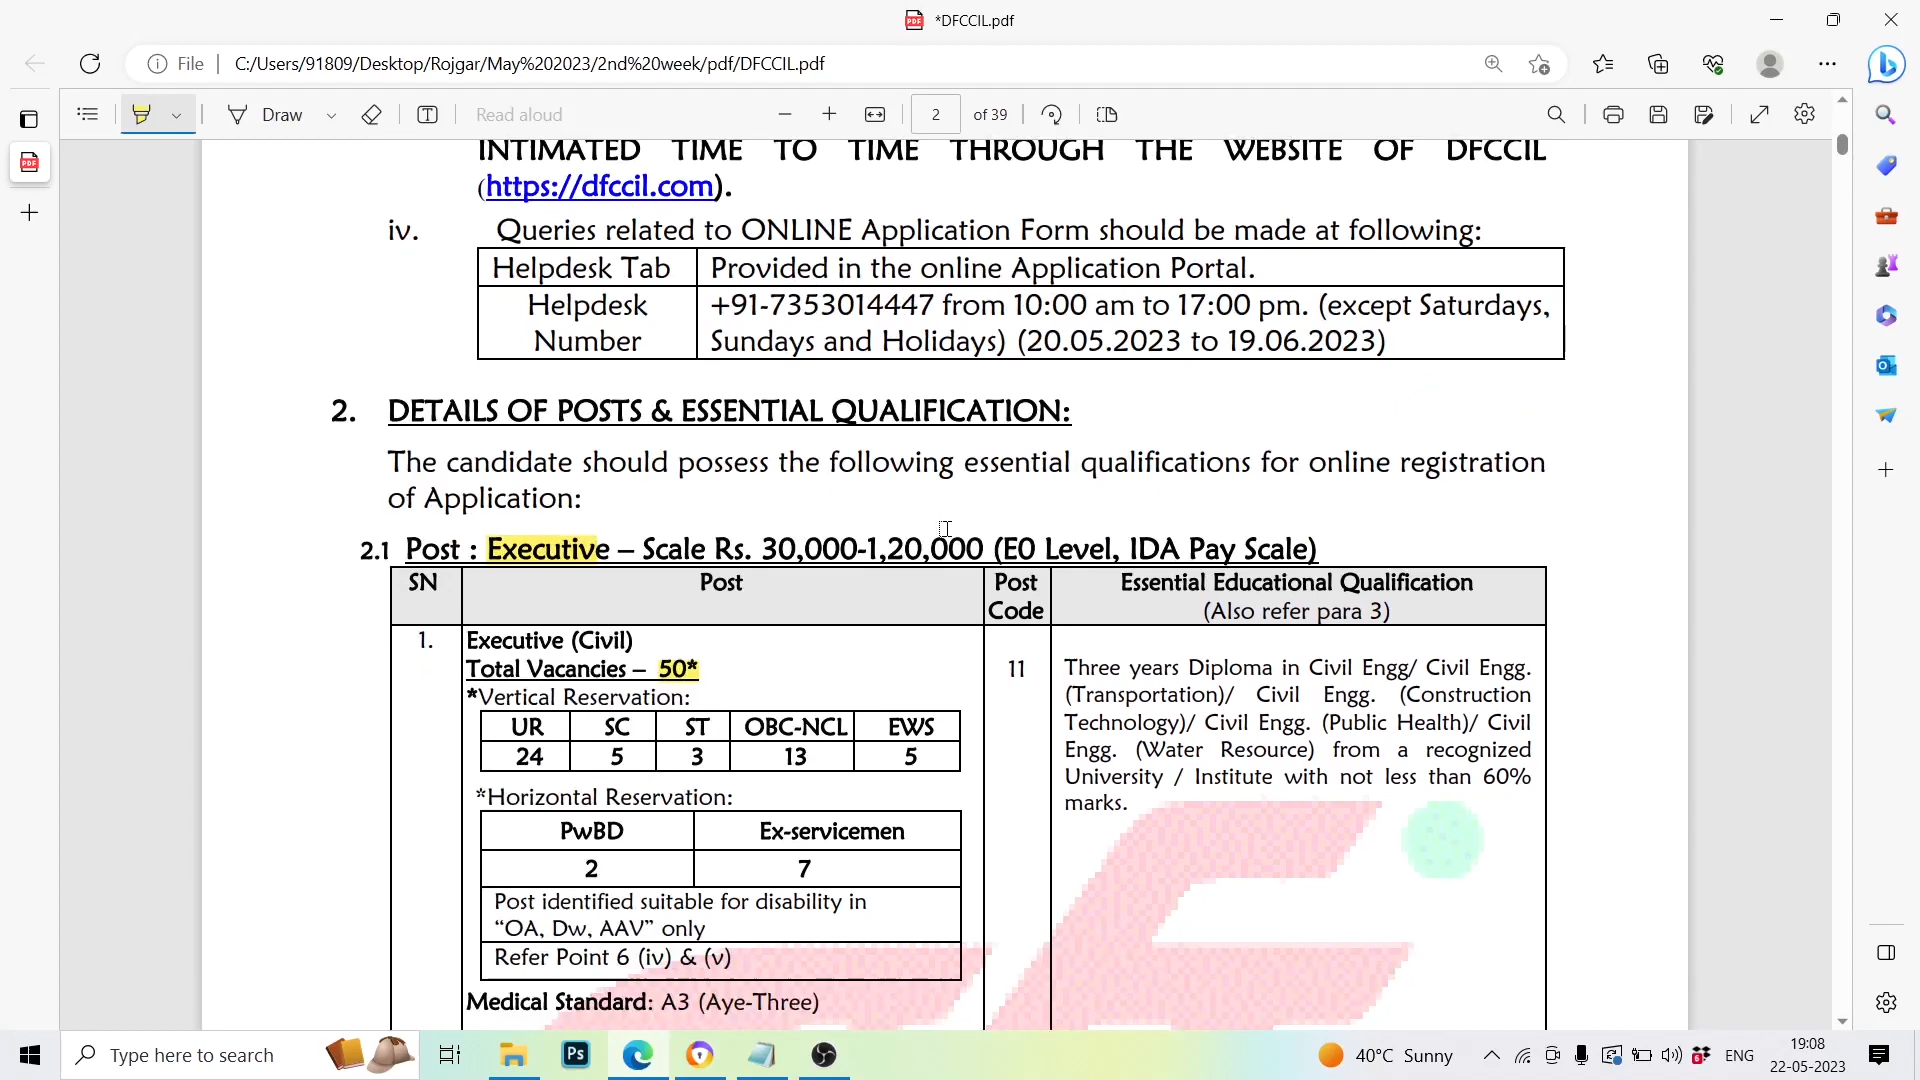 *DFCCIL.pdf
File
C:/Users/91809/Desktop/Rojgar/May%202023/2nd%20week/pdf/DFCCIL.pdf
Draw
Read aloud
2 of 39
INTIMATED TIME TO TIME THROUGH THE WEBSITE OF DFCCIL
(https://dfccil.com).
iv. Queries related to ONLINE Application Form should be made at following:
Helpdesk Tab Provided in the online Application Portal.
Helpdesk +91-7353014447 from 10:00 am to 17:00 pm. (except Saturdays,
Number Sundays and Holidays) (20.05.2023 to 19.06.2023)
2. DETAILS OF POSTS & ESSENTIAL QUALIFICATION:
The candidate should possess the following essential qualifications for online registration
of Application:
2.1 Post : Executive – Scale Rs. 30,000-1,20,000 (E0 Level, IDA Pay Scale)
SN Post Post Essential Educational Qualification
Code (Also refer para 3)
1. Executive (Civil)
Total Vacancies – 50* 11 Three years Diploma in Civil Engg/ Civil Engg.
*Vertical Reservation: (Transportation)/ Civil Engg. (Construction
UR SC ST OBC-NCL EWS Technology)/ Civil Engg. (Public Health)/ Civil
24 5 3 13 5 Engg. (Water Resource) from a recognized
University / Institute with not less than 60%
*Horizontal Reservation: marks.
PwBD Ex-servicemen
2 7
Post identified suitable for disability in
“OA, Dw, AAV” only
Refer Point 6 (iv) & (v)
Medical Standard: A3 (Aye-Three)
Type here to search
Ps
40°C Sunny
ENG
19:08
22-05-2023